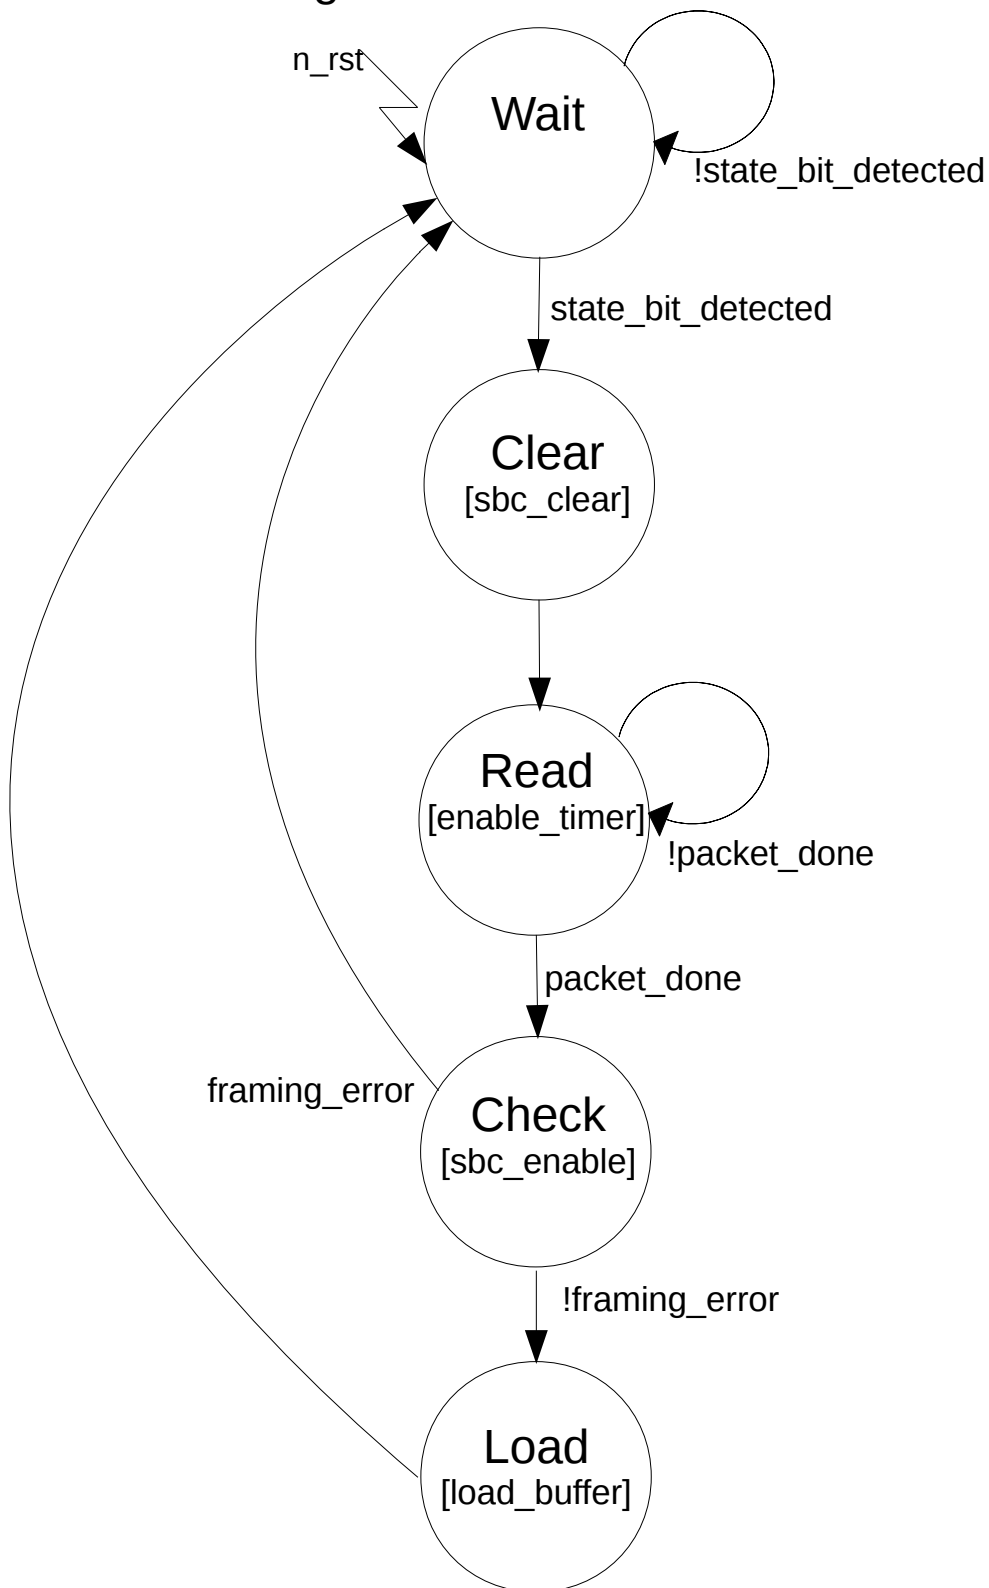 n_rst
Wait
!state_bit_detected
state_bit_detected
Clear
[sbc_clear]
Read
[enable_timer]
!packet_done
packet_done
framing_error
Check
[sbc_enable]
!framing_error
Load
[load_buffer]